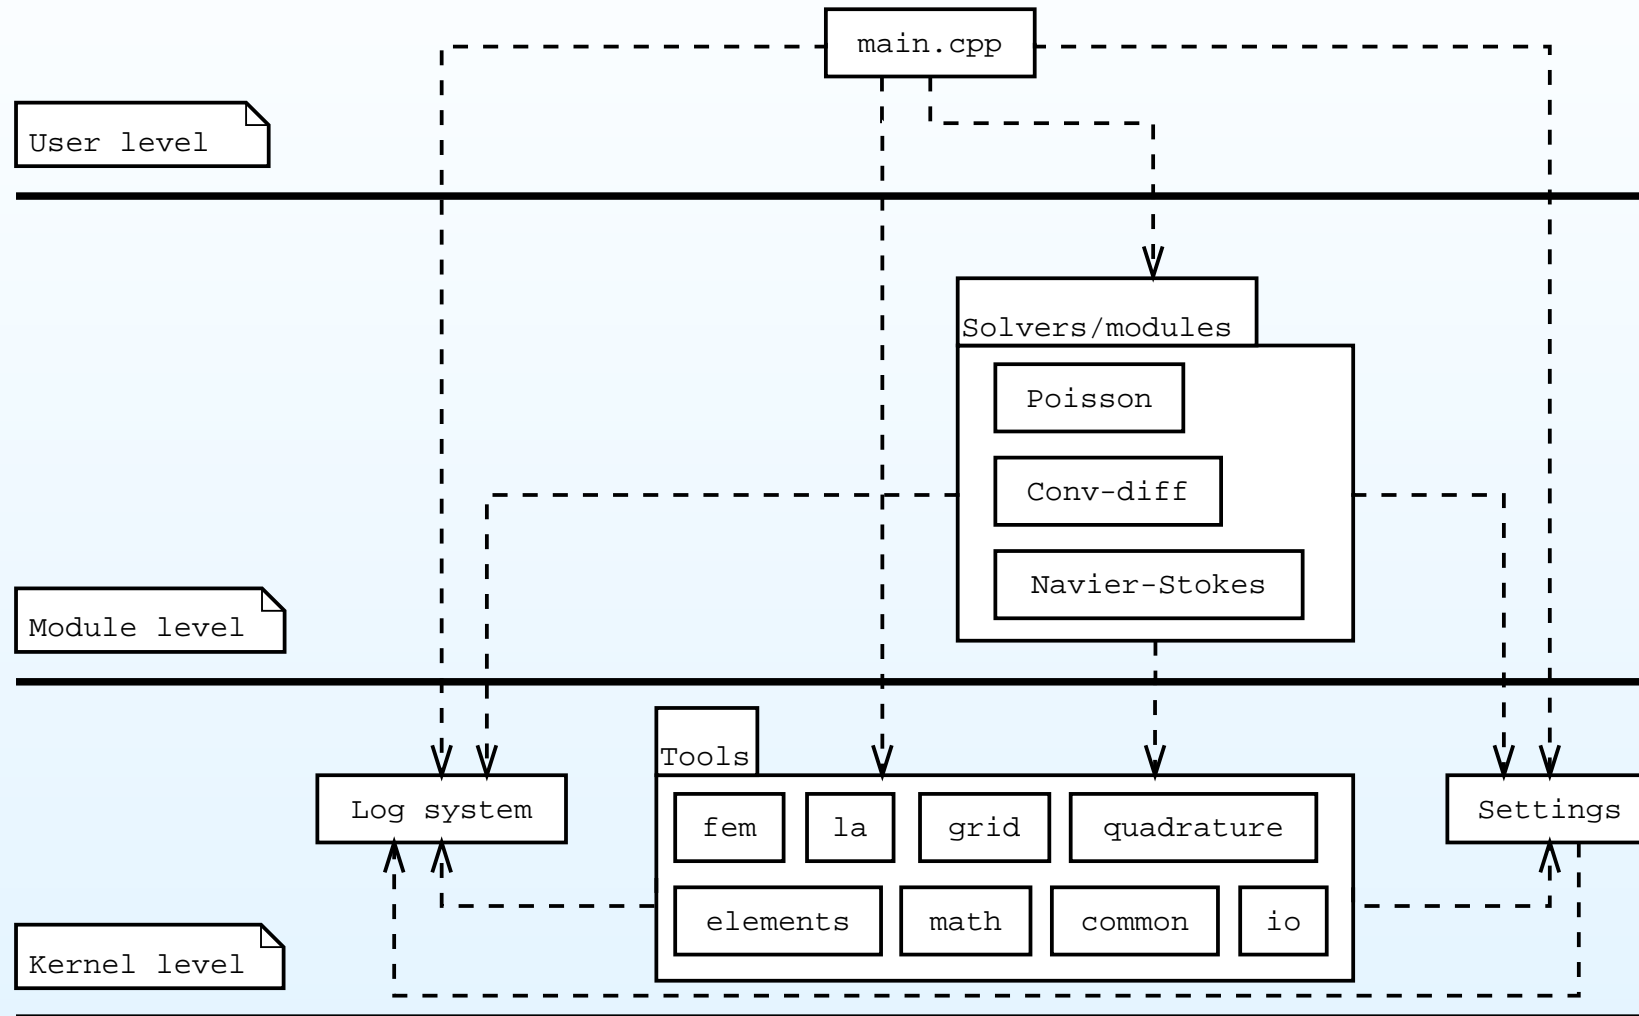 main.cpp
User level
Solvers/modules
Poisson
Conv-diff
Navier-Stokes
Module level
Tools
Log system
fem
la
grid
quadrature
Settings
elements
math
common
io
Kernel level